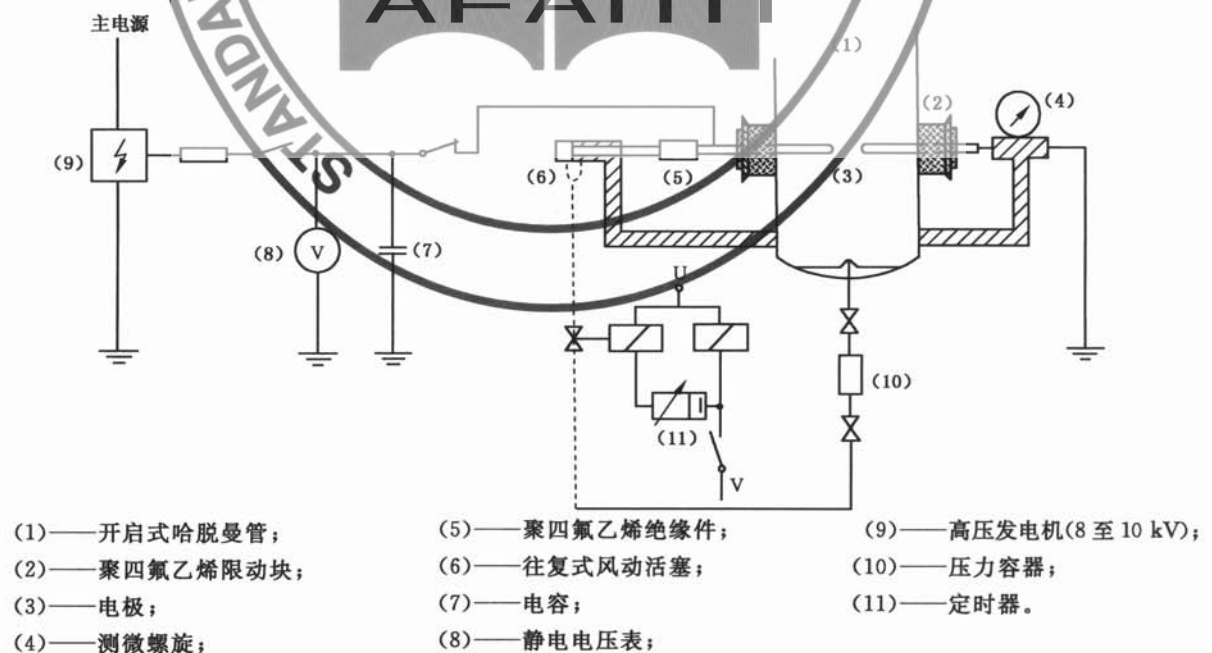 主电源
STANDA
(1)
(2)
(4)
(9)
(6)
(5)
(3)
(8)
V
(7)
U
(10)
(11)
V
(1)——开启式哈脱曼管;
(2)——聚四氟乙烯限动块;
(3)——电极;
(4)——测微螺旋;
(5)——聚四氟乙烯绝缘件;
(6)——往复式风动活塞;
(7)——电容;
(8)——静电电压表;
(9)——高压发电机(8 至 10 kV);
(10)——压力容器;
(11)——定时器。